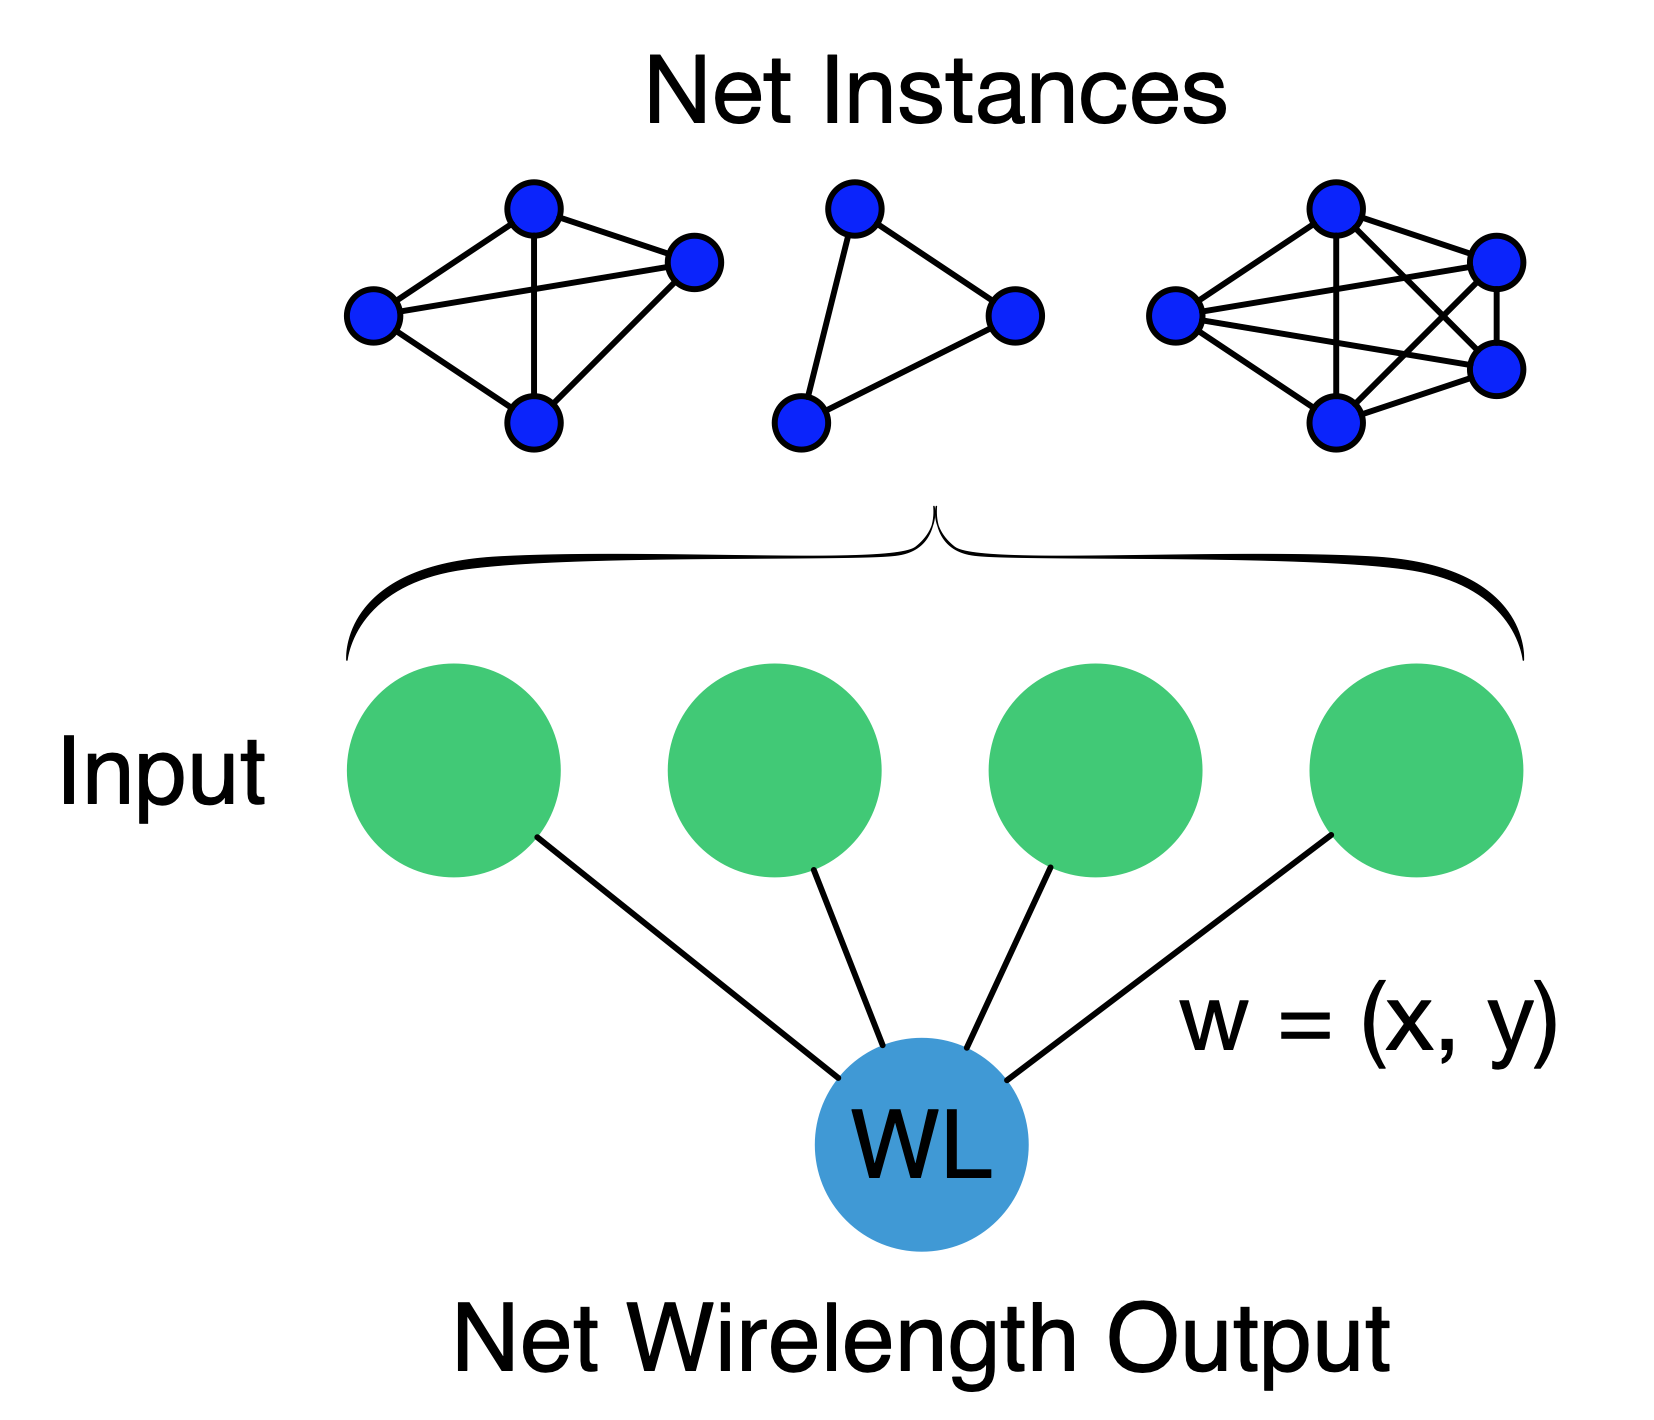 Net Instances
Input
w = (x, y)
WL
Net Wirelength Output